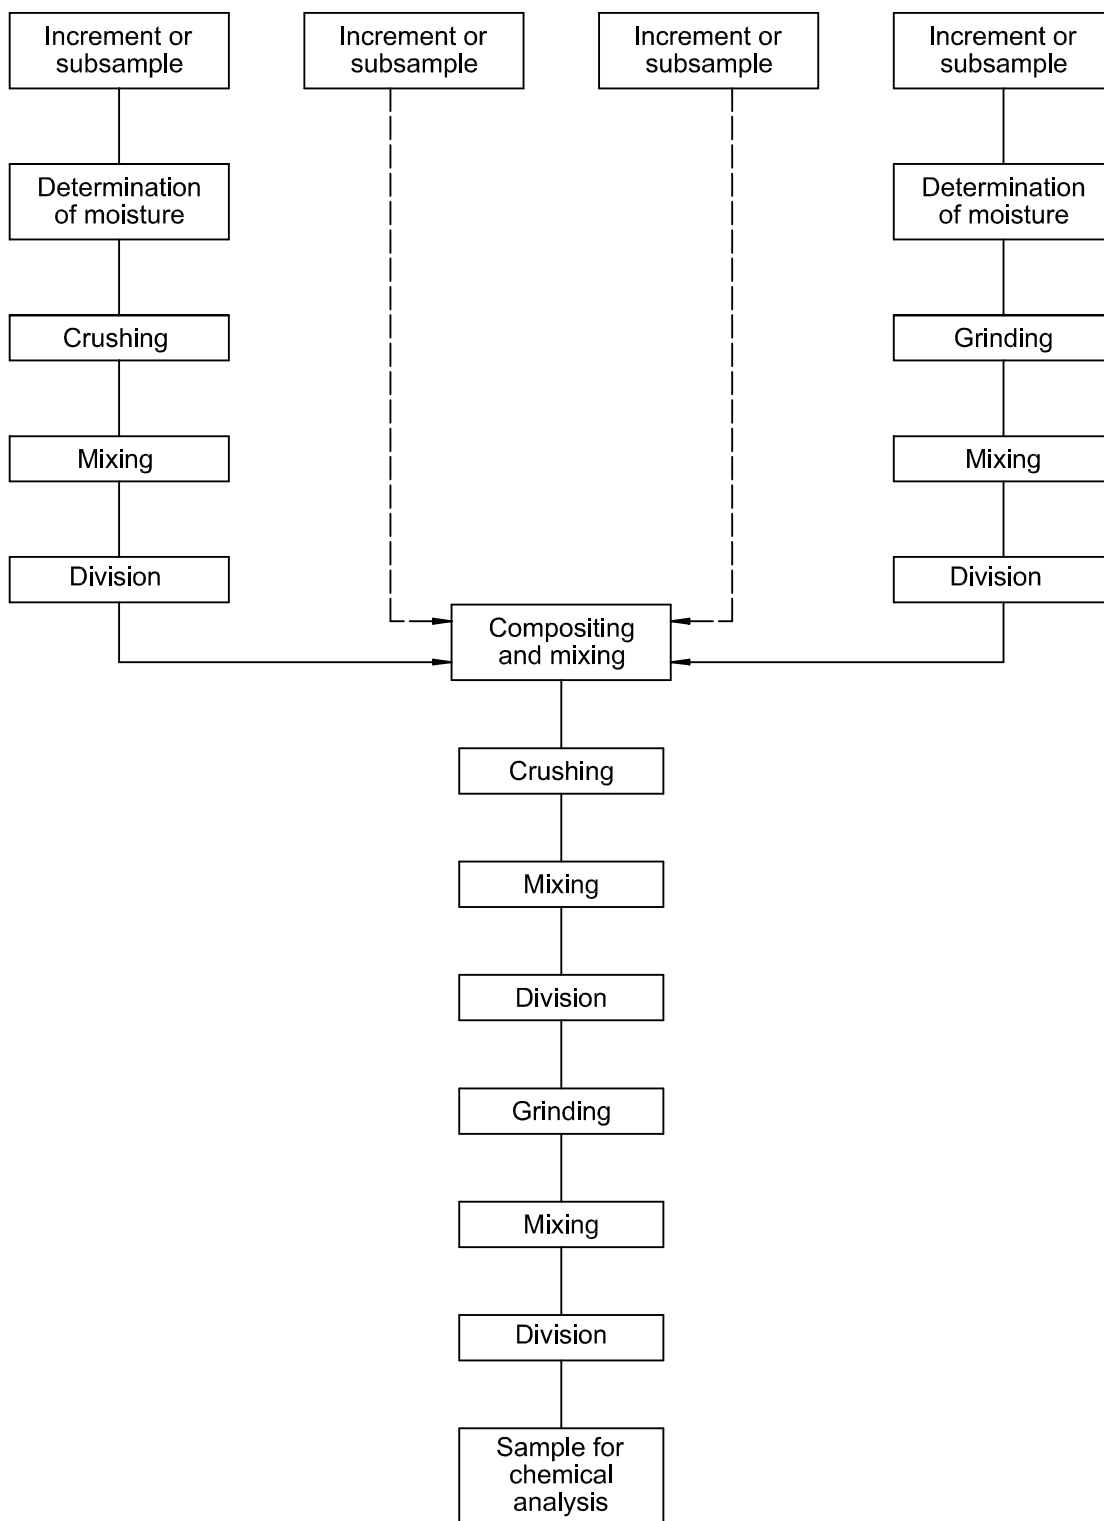 Increment or
subsample
Increment or
subsample
Increment or
subsample
Increment or
subsample
Determination
of moisture
Determination
of moisture
Crushing
Grinding
Mixing
Mixing
Division
Division
Compositing
and mixing
Crushing
Mixing
Division
Grinding
Mixing
Division
Sample for
chemical
analysis